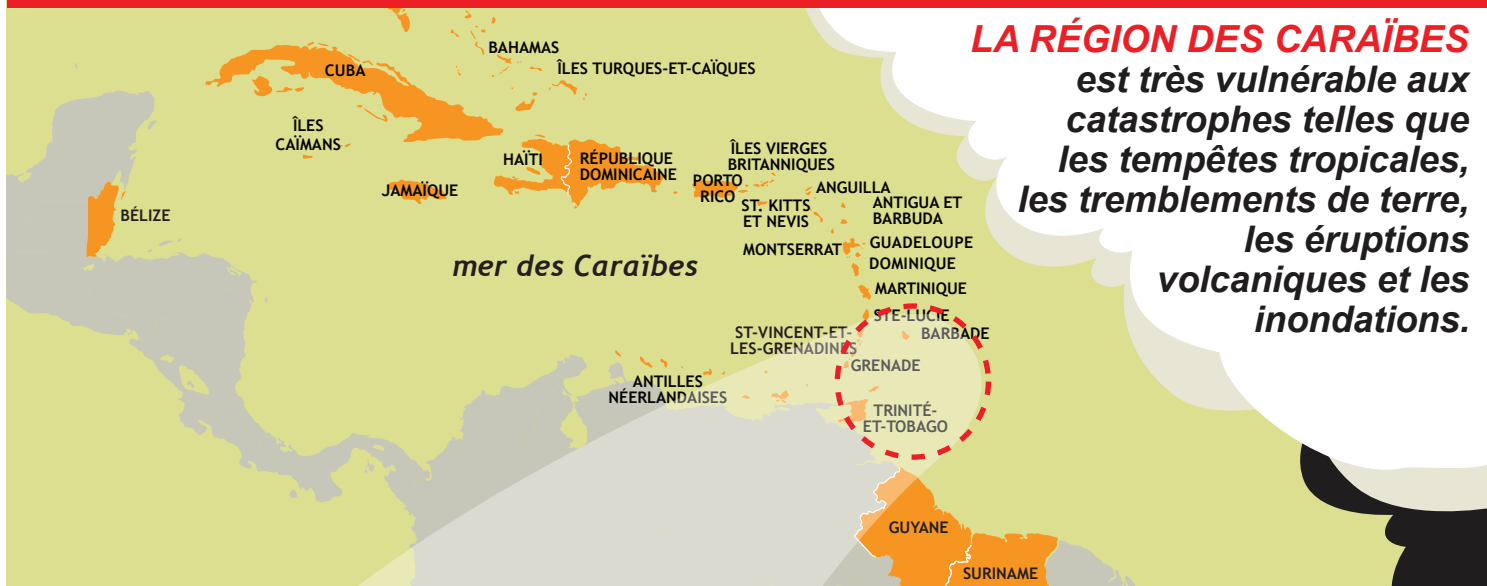 LA RÉGION DES CARAÏBES
est très vulnérable aux
catastrophes telles que
les tempêtes tropicales,
les tremblements de terre,
les éruptions
volcaniques et les
inondations.
BAHAMAS
CUBA
ÎLES TURQUES-ET-CAÏQUES
ÎLES
CAÏMANS
HAÏTI
RÉPUBLIQUE
DOMINICAINE
ÎLES VIERGES
BRITANNIQUES
JAMAÏQUE
PORTO
RICO
ANGUILLA
ST. KITTS
ET NEVIS
ANTIGUA ET
BARBUDA
BÉLIZE
MONTSERRAT
GUADELOUPE
mer des Caraïbes
DOMINIQUE
MARTINIQUE
STE-LUCIE
ST-VINCENT-ET-
LES-GRENADINES
BARBADE
GRENADE
ANTILLES
NÉERLANDAISES
TRINITÉ-
ET-TOBAGO
GUYANE
SURINAME